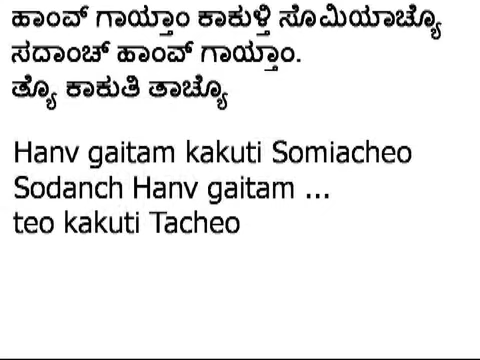 ಹಾಂವ್ ಗಾಯ್ತಾಂ ಕಾಕುಳ್ತಿ ಸೊಮಿಯಾಚ್ಯೊ
ಸದಾಂಚ್ ಹಾಂವ್ ಗಾಯ್ತಾಂ.
ತ್ಯೊ ಕಾಕುತಿ ತಾಚ್ಯೊ
Hanv gaitam kakuti Somiacheo
Sodanch Hanv gaitam ...
teo kakuti Tacheo